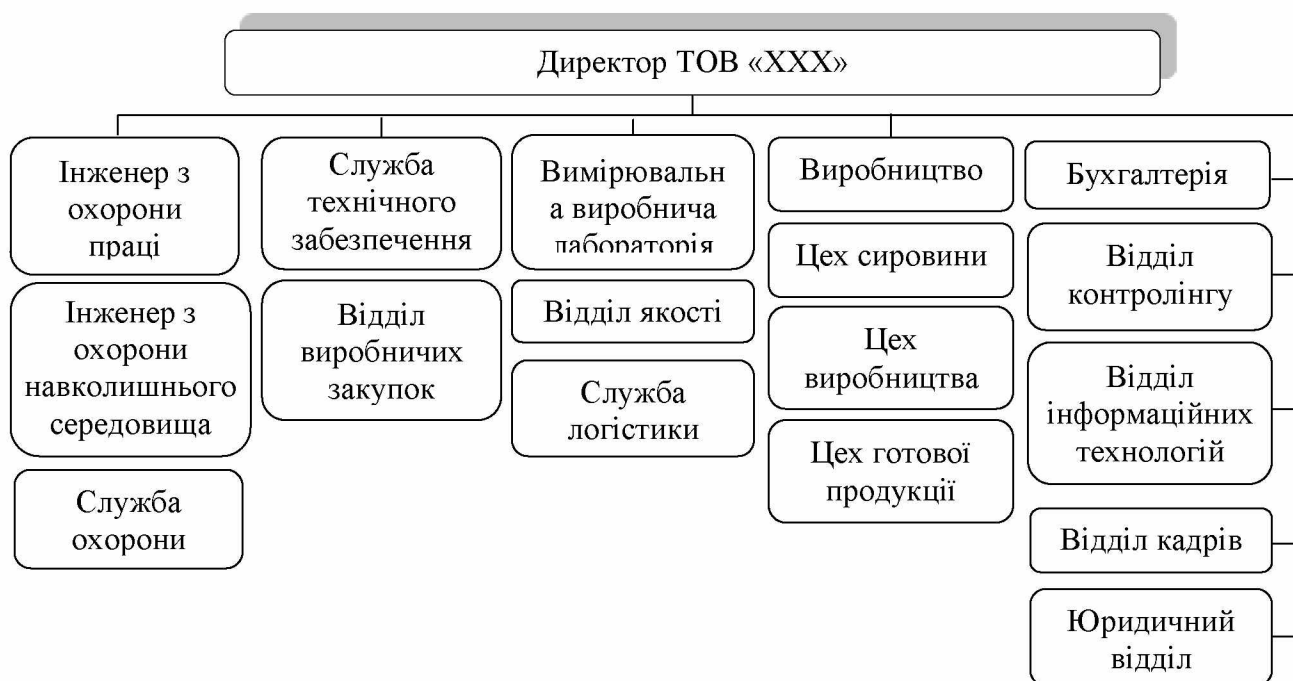 Директор ТОВ «ХХХ»
Інженер з
охорони
праці
Інженер з
охорони
навколишнього
середовища
Служба
охорони
Служба
технічного
забезпечення
Відділ
виробничих
закупок
Вимірювальн
а виробнича
лабораторія
Відділ якості
Служба
логістики
Виробництво
Цех сировини
Цех
виробництва
Цех готової
продукції
Бухгалтерія
Відділ
контролінгу
Відділ
інформаційних
технологій
Відділ кадрів
Юридичний
відділ